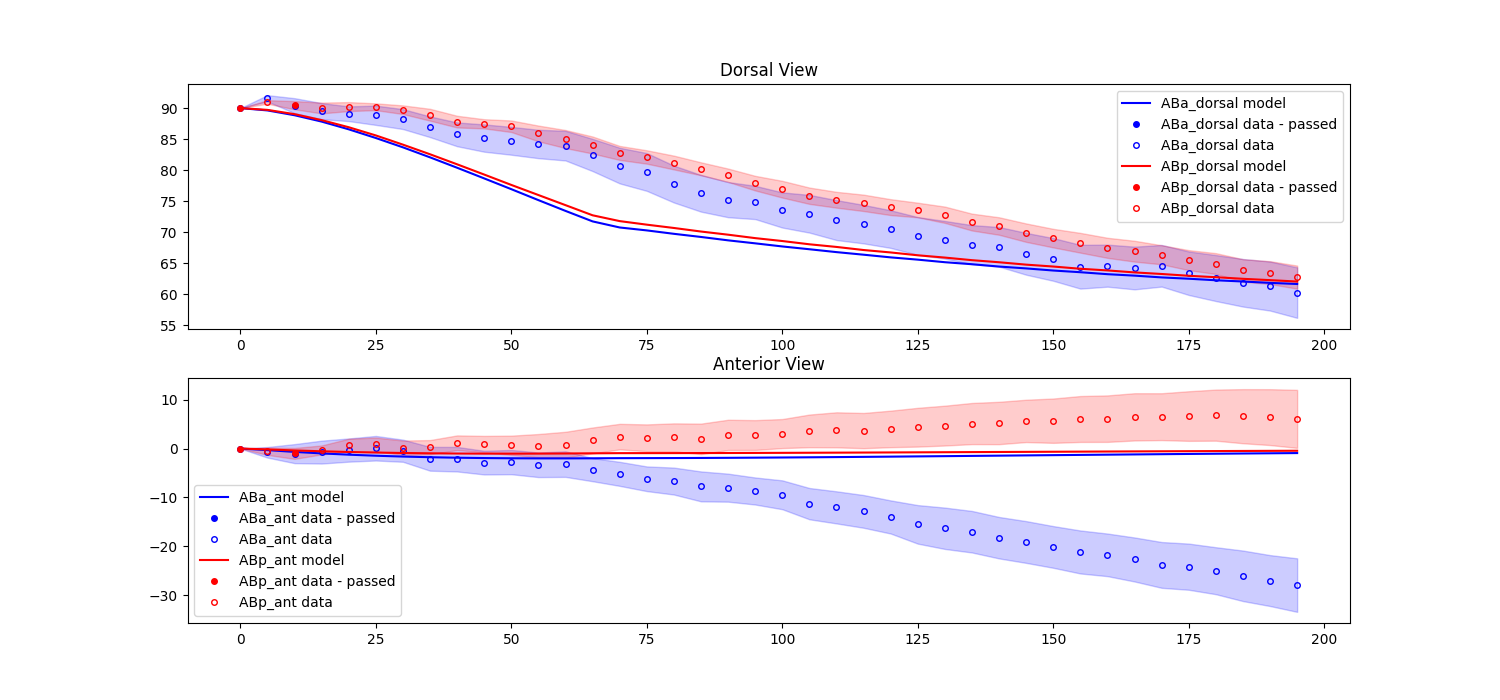 Dorsal View
90
85
80
75
70
65
60
55
ABa_dorsal model
ABa_dorsal data - passed
ABa_dorsal data
ABp_dorsal model
ABp_dorsal data - passed
ABp_dorsal data
0 25 50 75 100 125 150 175 200
Anterior View
10
0
−10
−20
−30
ABa_ant model
ABa_ant data - passed
ABa_ant data
ABp_ant model
ABp_ant data - passed
ABp_ant data
0 25 50 75 100 125 150 175 200